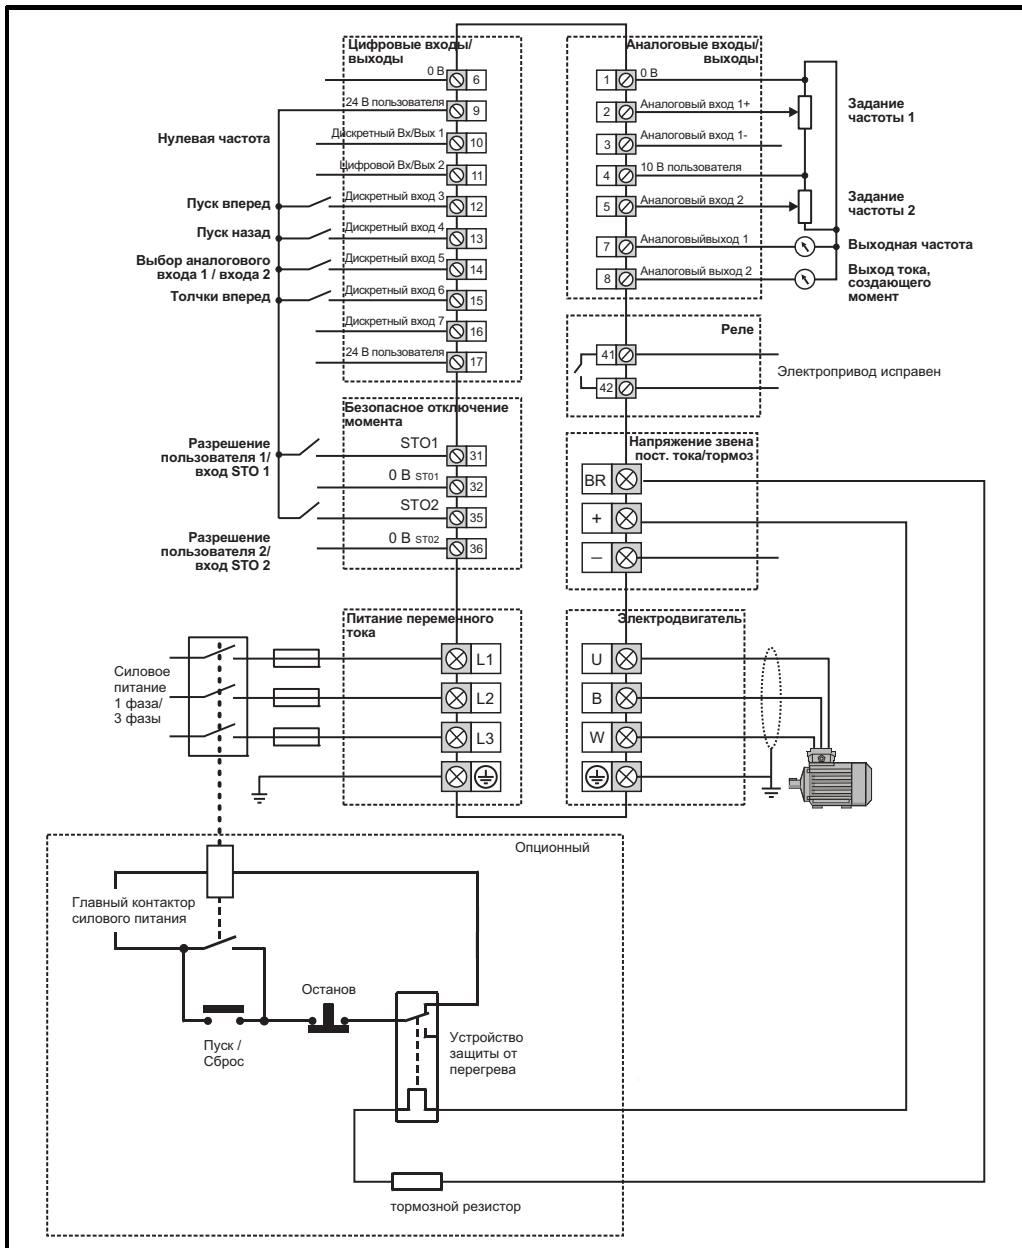 Цифровые входы/
выходы
0 В
6
24 В пользователя
9
Нулевая частота
Дискретный Вх/Вых 1
10
Цифровой Вх/Вых 2
11
Пуск вперед
Дискретный вход 3
12
Пуск назад
Дискретный вход 4
13
Выбор аналогового
входа 1 / входа 2
Дискретный вход 5
14
Толчки вперед
Дискретный вход 6
15
Дискретный вход 7
16
24 В пользователя
17
Аналоговые входы/
выходы
1
0 В
2
Аналоговый вход 1+
Задание
частоты 1
3
Аналоговый вход 1-
4
10 В пользователя
5
Аналоговый вход 2
Задание
частоты 2
7
Аналоговыйвыход 1
Выходная частота
8
Аналоговый выход 2
Выход тока,
создающего
момент
Реле
41
42
Электропривод исправен
Безопасное отключение
момента
Разрешение
пользователя 1/
вход STO 1
STO1
31
0 В ST01
32
STO2
35
Разрешение
пользователя 2/
вход STO 2
0 В ST02
36
Напряжение звена
пост. тока/тормоз
BR
+
–
Питание переменного
тока
Силовое
питание
1 фаза/
3 фазы
L1
L2
L3
Электродвигатель
U
В
W
Опционный
Главный контактор
силового питания
Останов
Пуск /
Сброс
Устройство
защиты от
перегрева
тормозной резистор